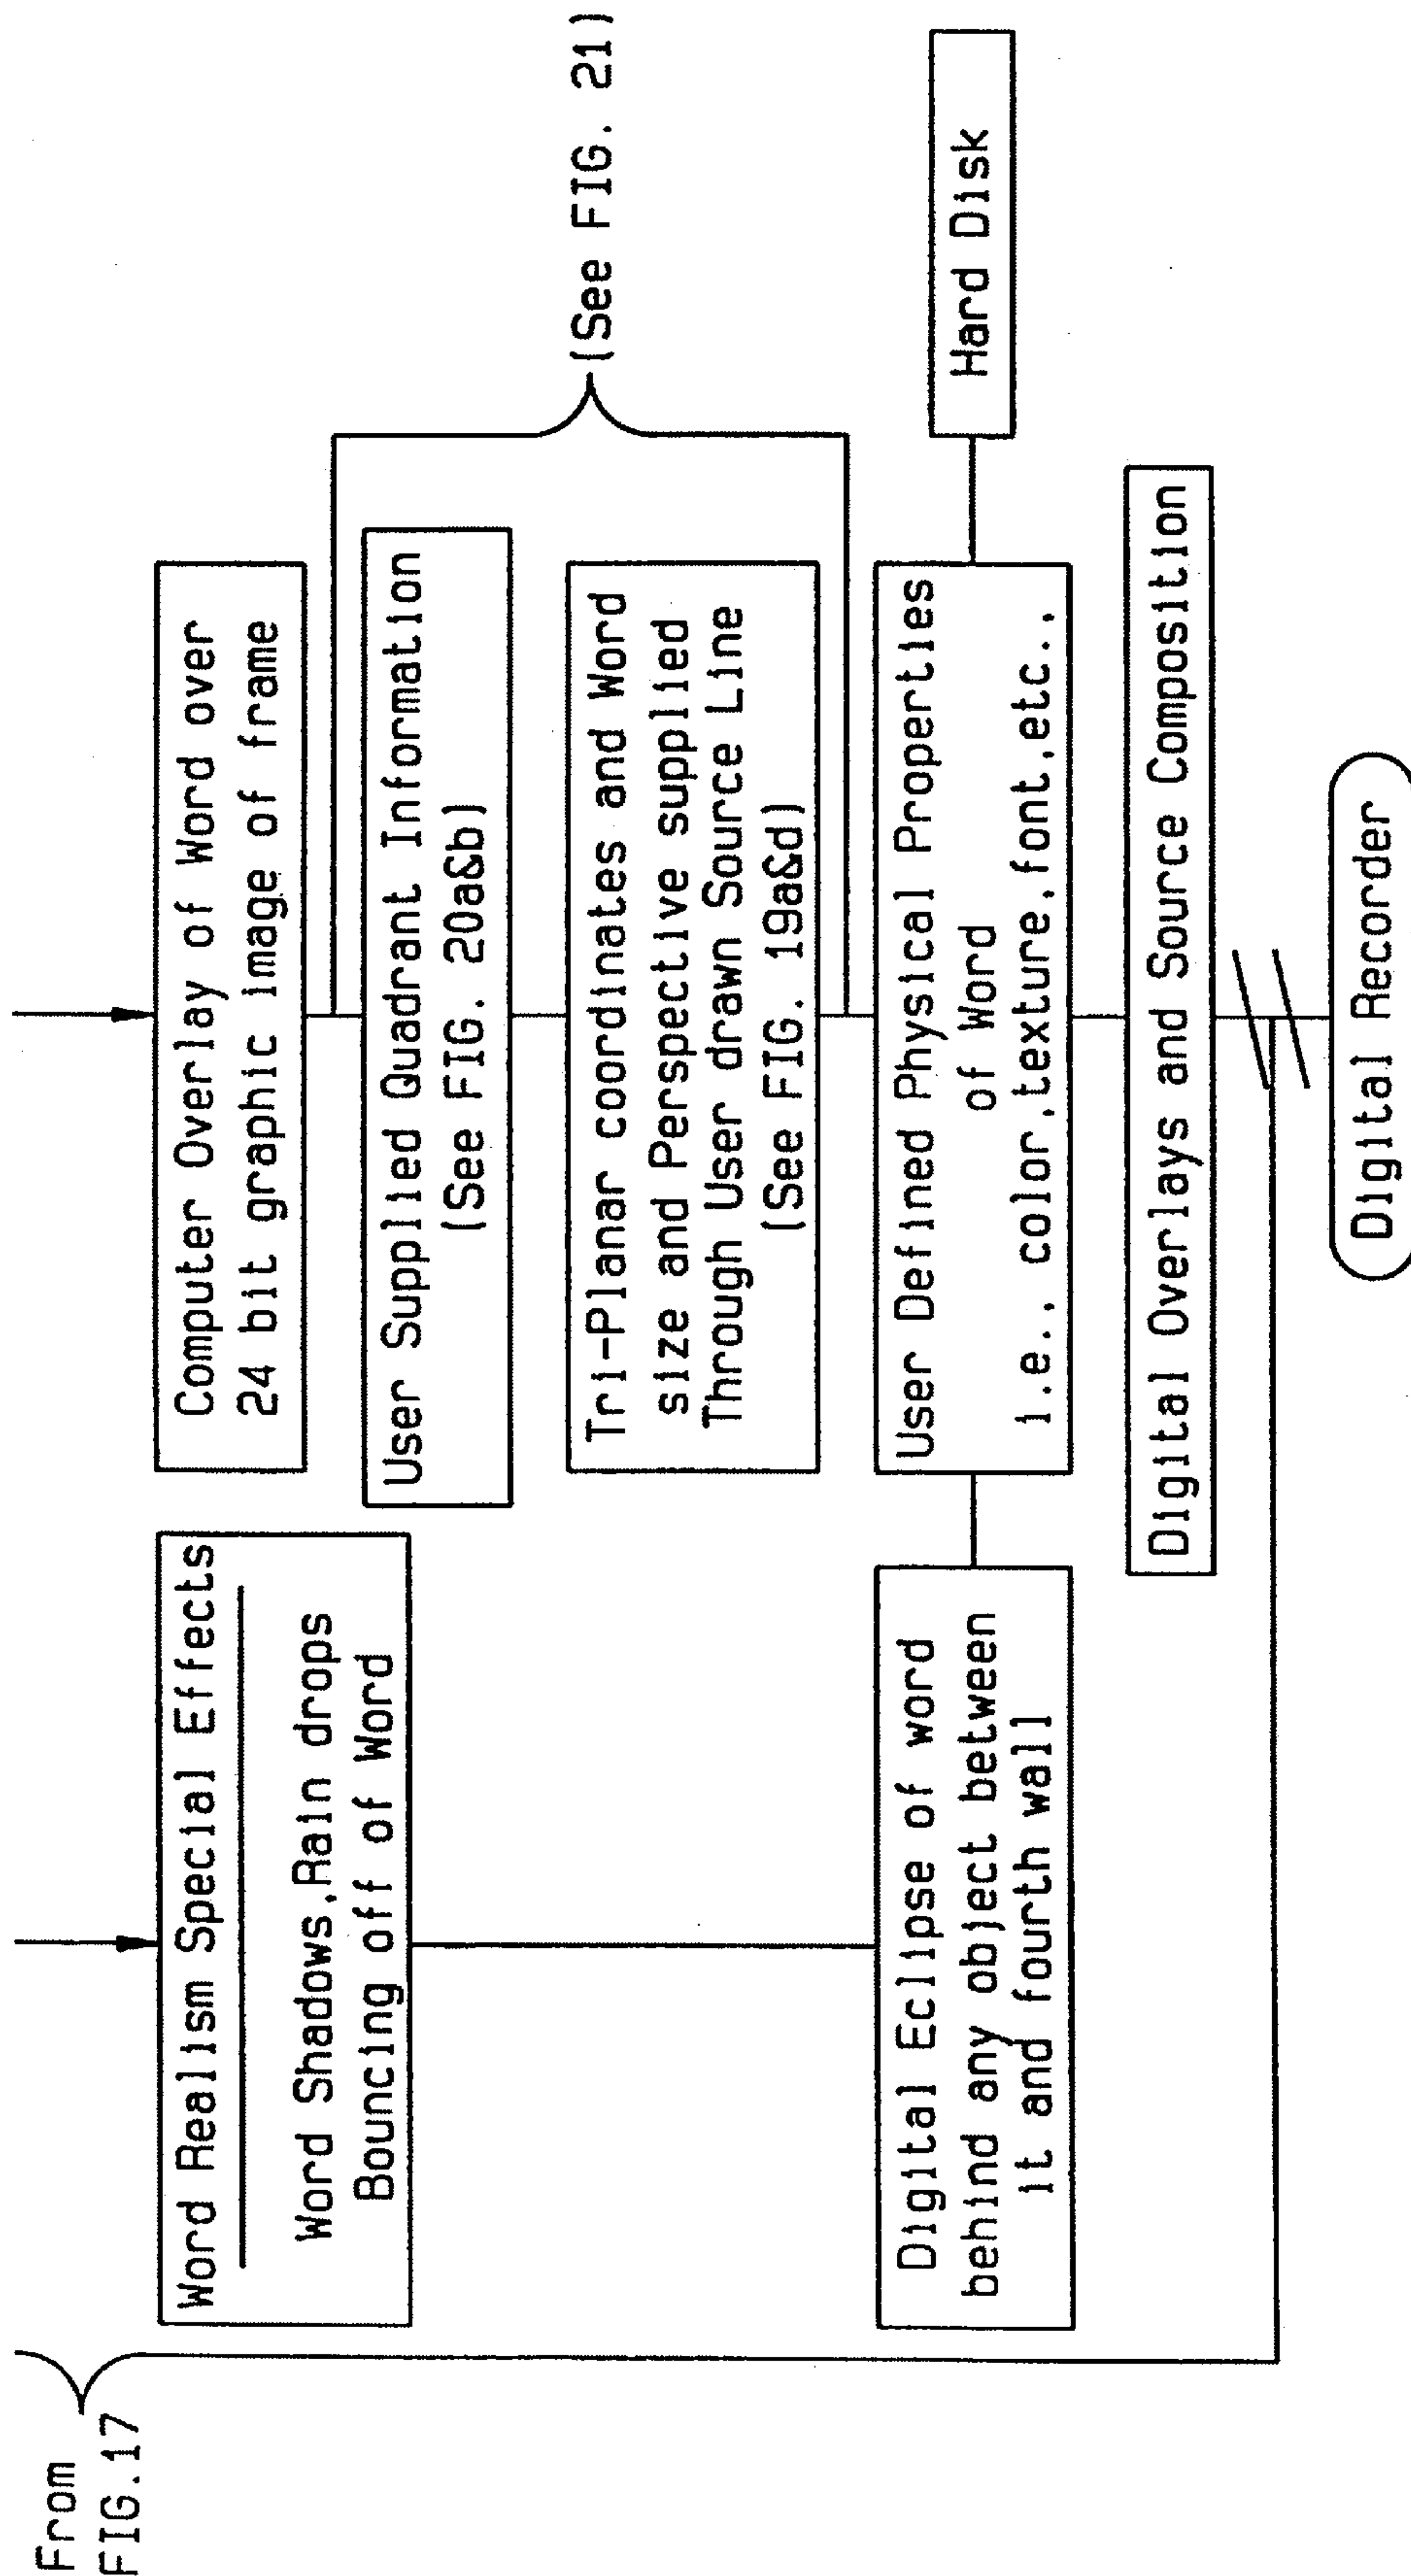 From
FIG.17
Word Realism Special Effects
Word Shadows,Rain drops
Bouncing off of Word
Computer Overlay of Word over
24 bit graphic image of frame
User Supplied Quadrant Information
(See FIG. 20a&b)
Tri-Planar coordinates and Word
size and Perspective supplied
Through User drawn Source Line
(See FIG. 19a&d)
(See FIG. 21)
Digital Eclipse of word
behind any object between
it and fourth wall
User Defined Physical Properties
of Word
i.e., color,texture,font,etc.,
Hard Disk
Digital Overlays and Source Composition
Digital Recorder